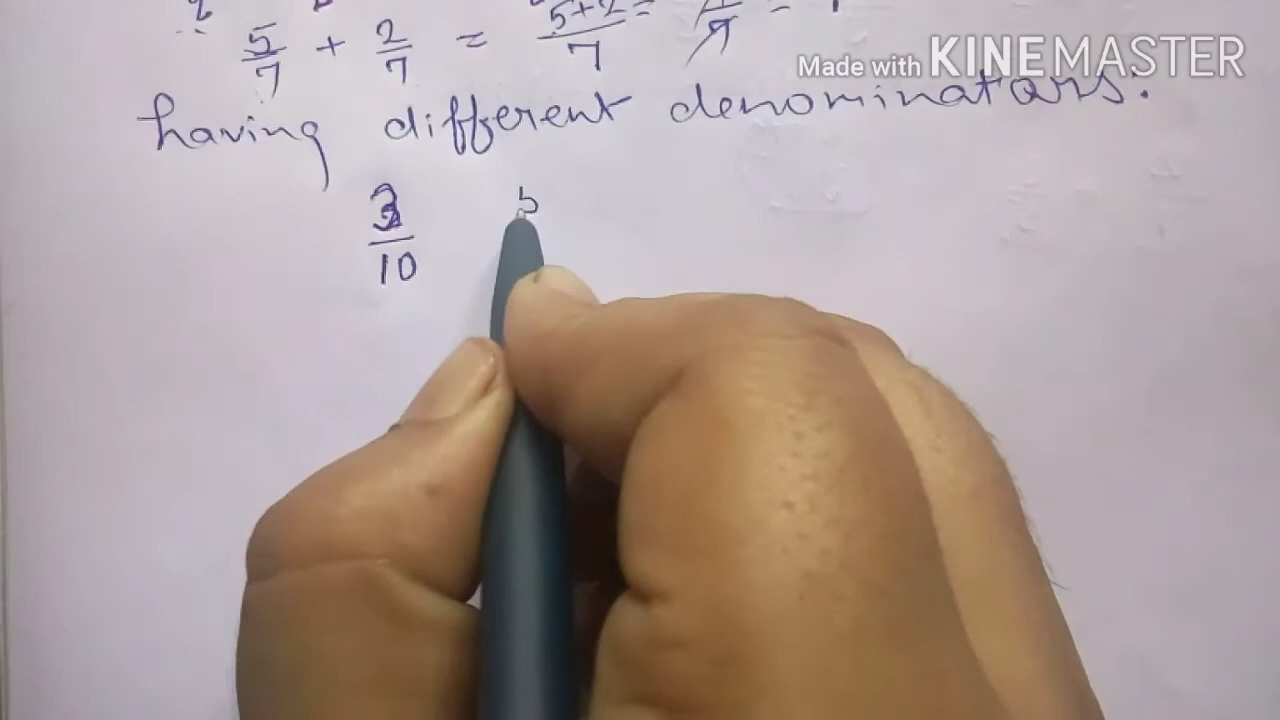 5/7 + 2/7 = 5+2/7 =
Made with KINEMASTER
having different denominators.
3/10 5